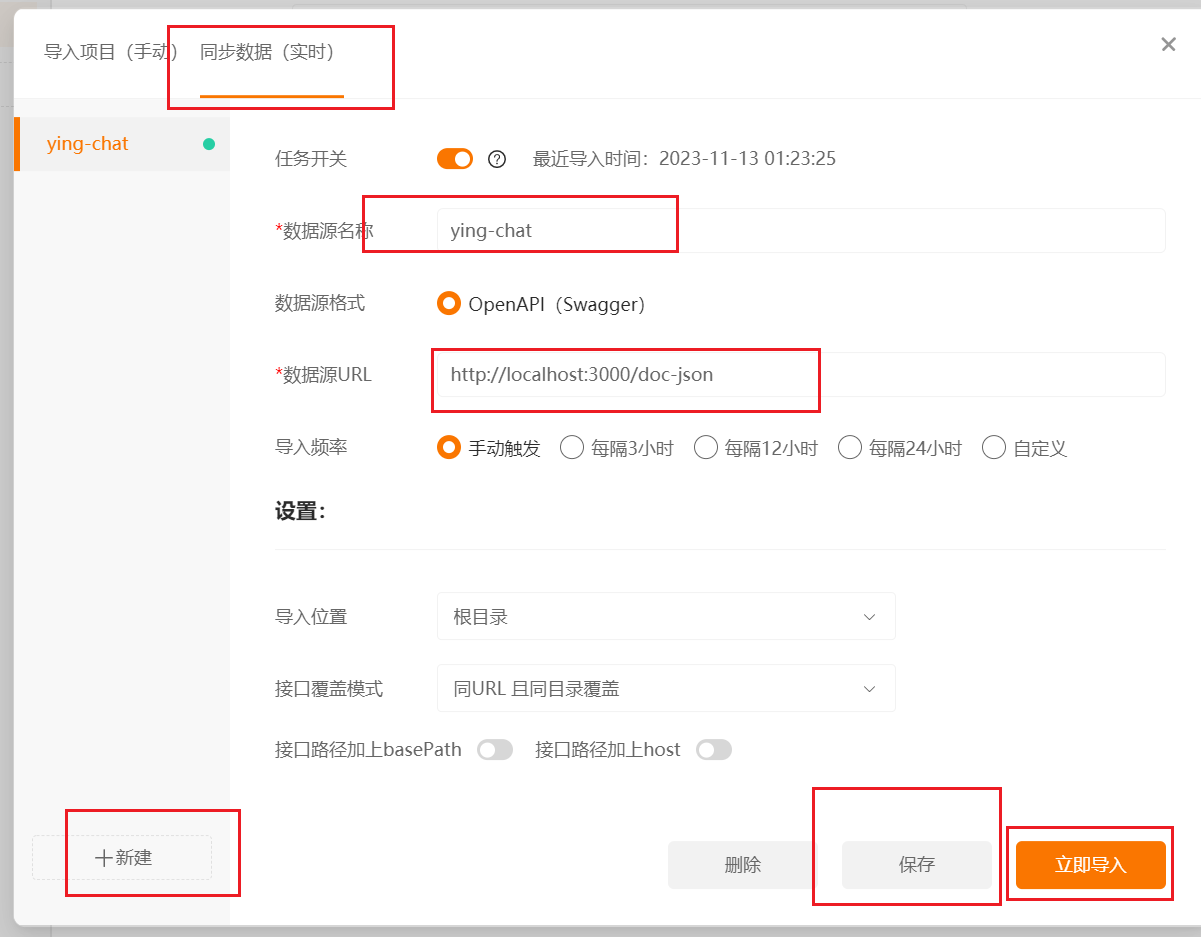 导入项目（手动） 同步数据（实时）
ying-chat
任务开关 最近导入时间：2023-11-13 01:23:25
*数据源名称 ying-chat
数据源格式 OpenAPI（Swagger）
*数据源URL http://localhost:3000/doc-json
导入频率 手动触发 每隔3小时 每隔12小时 每隔24小时 自定义
设置：
导入位置 根目录
接口覆盖模式 同URL 且同目录覆盖
接口路径加上basePath 接口路径加上host
新建 删除 保存 立即导入